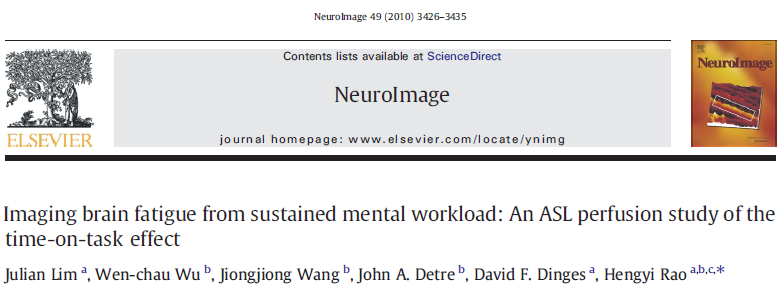 NeuroImage 49 (2010) 3426–3435
Contents lists available at ScienceDirect
NeuroImage
journal homepage: www.elsevier.com/locate/ynimg
ELSEVIER
NeuroImage
Imaging brain fatigue from sustained mental workload: An ASL perfusion study of the
time-on-task effect
Julian Lim a, Wen-chau Wu b, Jiongjiong Wang b, John A. Detre b, David F. Dinges a, Hengyi Rao a,b,c,*